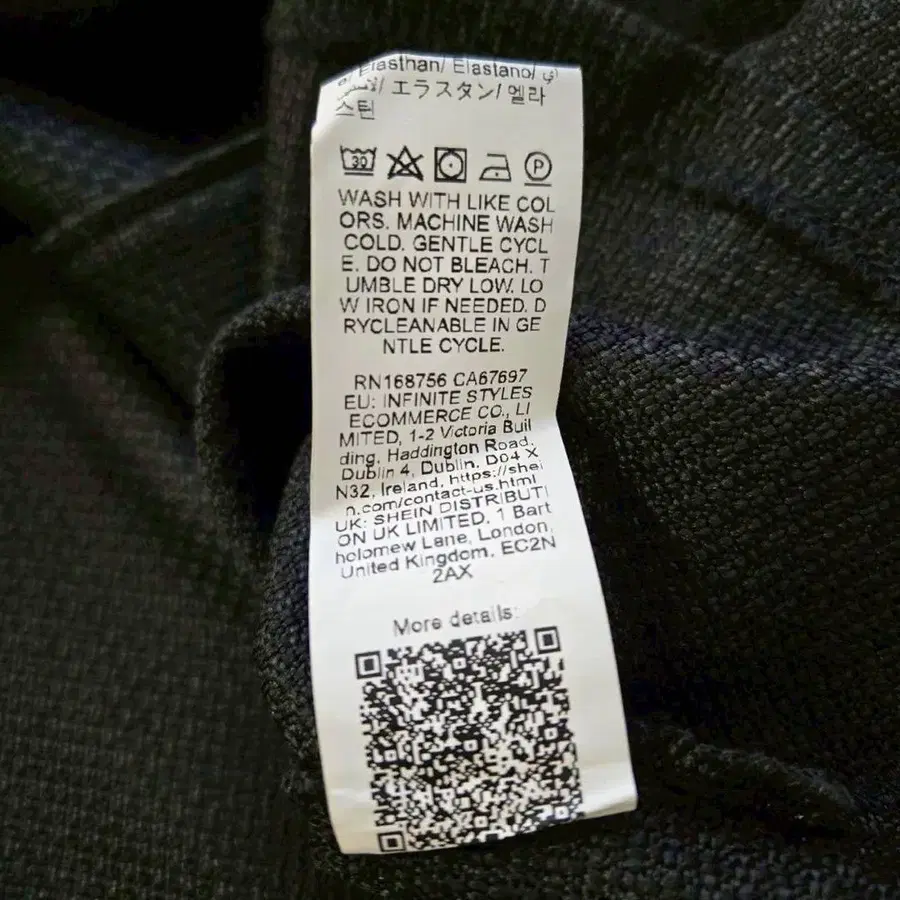 Elasthan/ Elastano/
/ エラスタン/ 엘라
스틴
30 P
WASH WITH LIKE COL
ORS. MACHINE WASH
COLD. GENTLE CYCL
E. DO NOT BLEACH. T
UMBLE DRY LOW. LO
W IRON IF NEEDED. D
RYCLEANABLE IN GE
NTLE CYCLE.
RN168756 CA67697
EU: INFINITE STYLES
ECOMMERCE CO., LI
MITED, 1-2 Victoria Buil
ding, Haddington Road,
Dublin 4, Dublin, D04 X
N32, Ireland, https://shei
n.com/contact-us.html
UK: SHEIN DISTRIBUTI
ON UK LIMITED, 1 Bart
holomew Lane, London,
United Kingdom, EC2N
2AX
More details: